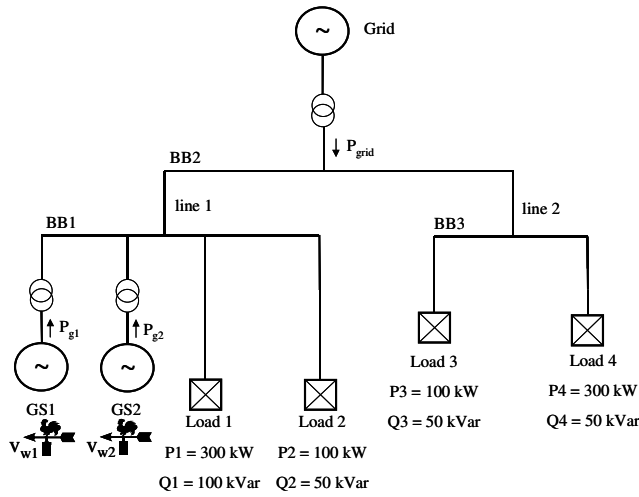 ~
Grid
P_grid
BB2
line 1
line 2
BB1
BB3
P_g1
P_g2
~
~
Load 3
Load 4
P3 = 100 kW
P4 = 300 kW
GS1
GS2
Load 1
Load 2
Q3 = 50 kVar
Q4 = 50 kVar
V_w1
V_w2
P1 = 300 kW
P2 = 100 kW
Q1 = 100 kVar
Q2 = 50 kVar